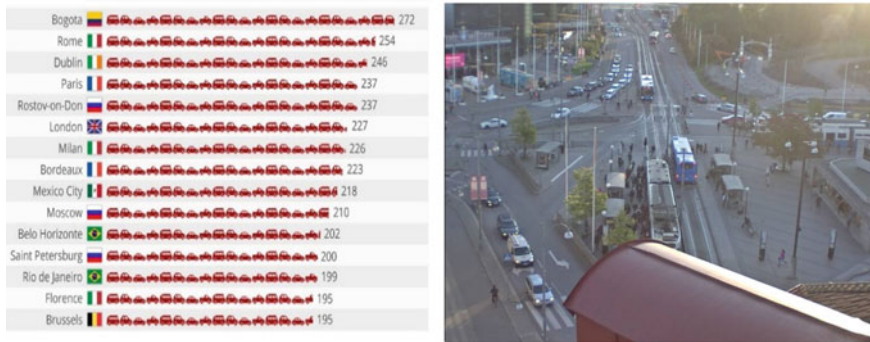 Bogota 272
Rome 254
Dublin 246
Paris 237
Rostov-on-Don 237
London 227
Milan 226
Bordeaux 223
Mexico City 218
Moscow 210
Belo Horizonte 202
Saint Petersburg 200
Rio de Janeiro 199
Florence 195
Brussels 195